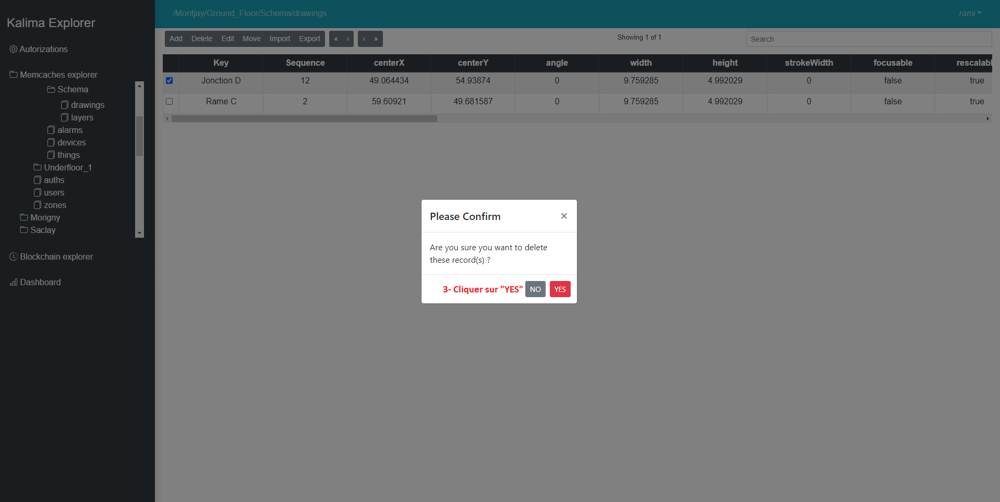 Kalima Explorer
Autorizations
Memcaches explorer
Schema
drawings
layers
alarms
devices
things
Underfloor_1
auths
users
zones
Morigny
Saclay
Blockchain explorer
Dashboard
/Montjay/Ground_Floor/Schema/drawings
rami
Add Delete Edit Move Import Export « ‹ › »
Showing 1 of 1
Search
Key Sequence centerX centerY angle width height strokeWidth focusable rescalabl
Jonction D 12 49.064434 54.93874 0 9.759285 4.992029 0 false true
Rame C 2 59.60921 49.681587 0 9.759285 4.992029 0 false true
Please Confirm ×
Are you sure you want to delete
these record(s) ?
3- Cliquer sur "YES" NO YES